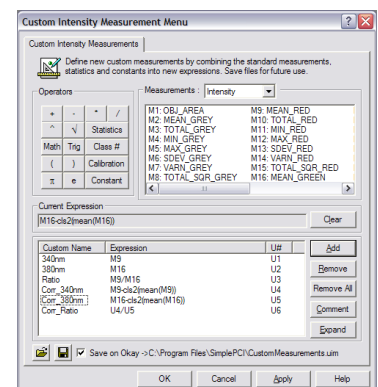 Custom Intensity Measurement Menu
Custom Intensity Measurements
Define new custom measurements by combining the standard measurements,
statistics and constants into new expressions. Save files for future use.
Operators
Measurements : Intensity
+ - * /
^ √ Statistics
Math Trig Class #
( ) Calibration
π e Constant
M1: OBJ_AREA M9: MEAN_RED
M2: MEAN_GREY M10: TOTAL_RED
M3: TOTAL_GREY M11: MIN_RED
M4: MIN_GREY M12: MAX_RED
M5: MAX_GREY M13: SDEV_RED
M6: SDEV_GREY M14: VARN_RED
M7: VARN_GREY M15: TOTAL_SQR_RED
M8: TOTAL_SQR_GREY M16: MEAN_GREEN
Current Expression
M16-cls2(mean(M16)) Clear
Custom Name Expression U# Add
340nm M9 U1
380nm M16 U2 Remove
Ratio M9/M16 U3
Corr_340nm M9-cls2(mean(M9)) U4 Remove All
Corr_380nm M16-cls2(mean(M16)) U5
Corr_Ratio U4/U5 U6 Comment
Expand
Save on Okay ->C:\Program Files\SimplePCI\CustomMeasurements.uim
OK Cancel Apply Help